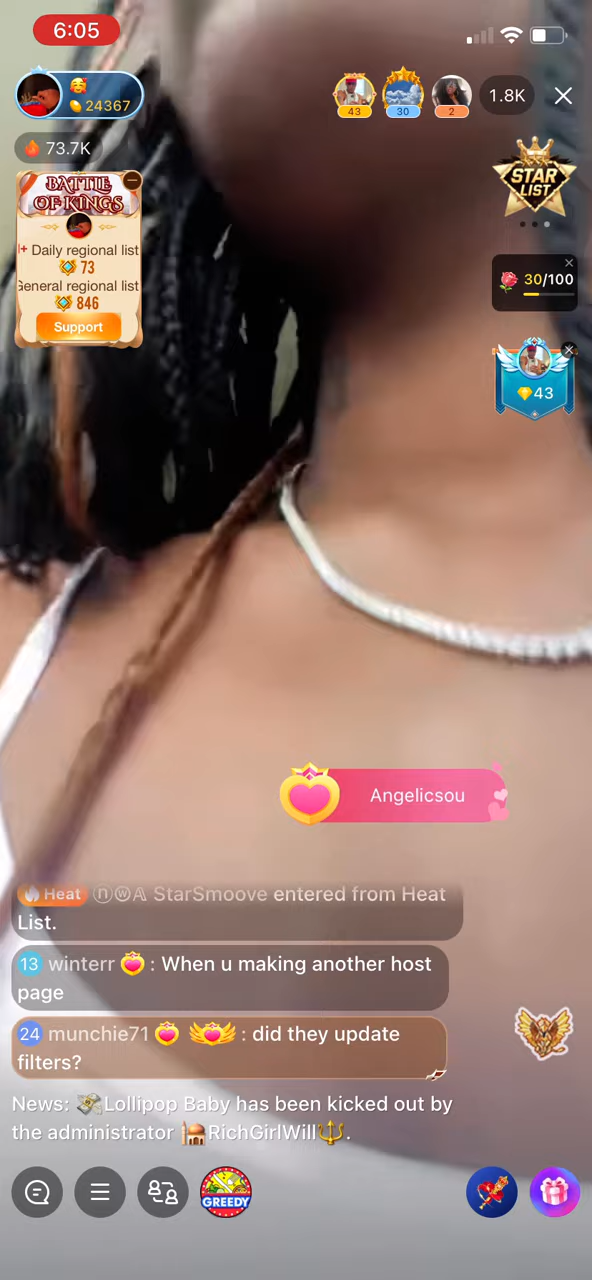 6:05
🥰
24367
43
30
2
1.8K
73.7K
STAR
LIST
BATTLE
OF KINGS
Daily regional list
73
General regional list
846
Support
30/100
43
Angelicsou
Heat ⓝⓦ𝔸 StarSmoove entered from Heat
List.
13 winterr : When u making another host
page
24 munchie71 : did they update
filters?
News: 💸Lollipop Baby has been kicked out by
the administrator 🕌RichGirlWill🔱.
GREEDY